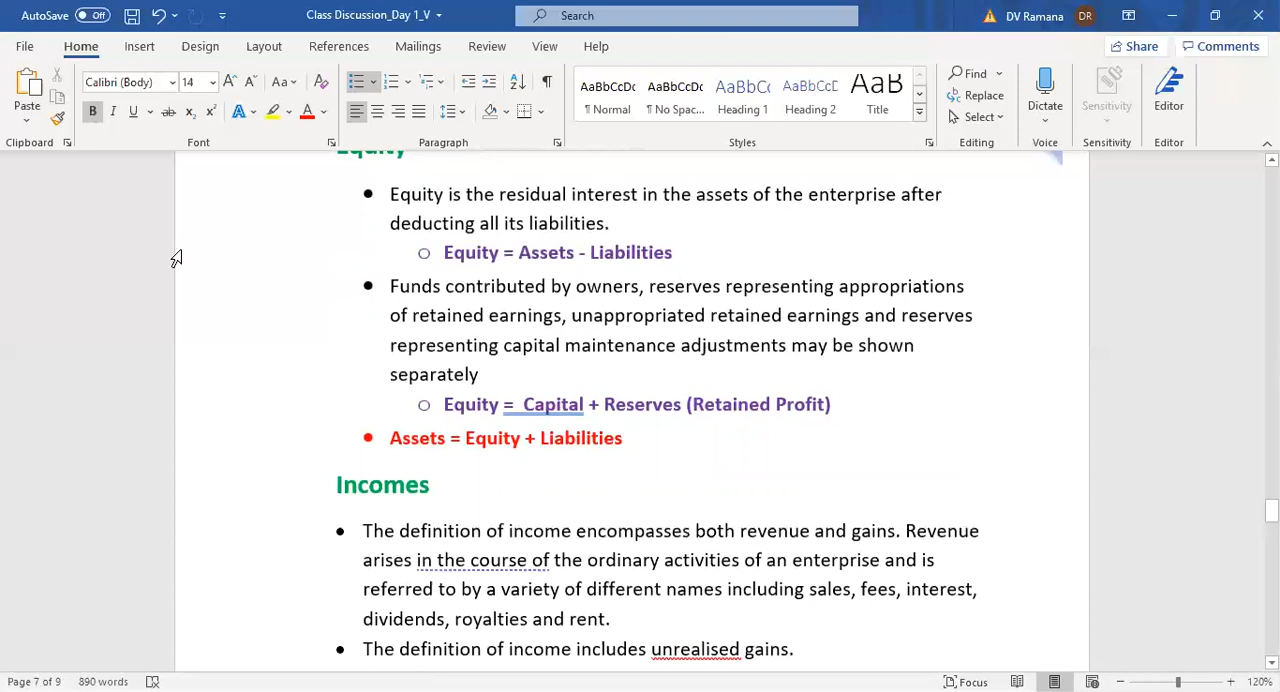 AutoSave Off Class Discussion_Day 1_V Search DV Ramana DR
File Home Insert Design Layout References Mailings Review View Help Share Comments
Calibri (Body) 14 Aa AaBbCcDc AaBbCcDc AaBbCc AaBbCcD AaB Find
Paste B I U ab x₂ x² A A ¶ Normal ¶ No Spac... Heading 1 Heading 2 Title Replace Select Dictate Sensitivity Editor
Clipboard Font Paragraph Styles Editing Voice Sensitivity Editor
Equity
• Equity is the residual interest in the assets of the enterprise after
deducting all its liabilities.
○ Equity = Assets - Liabilities
• Funds contributed by owners, reserves representing appropriations
of retained earnings, unappropriated retained earnings and reserves
representing capital maintenance adjustments may be shown
separately
○ Equity =  Capital + Reserves (Retained Profit)
• Assets = Equity + Liabilities
Incomes
• The definition of income encompasses both revenue and gains. Revenue
arises in the course of the ordinary activities of an enterprise and is
referred to by a variety of different names including sales, fees, interest,
dividends, royalties and rent.
• The definition of income includes unrealised gains.
Page 7 of 9 890 words Focus 120%